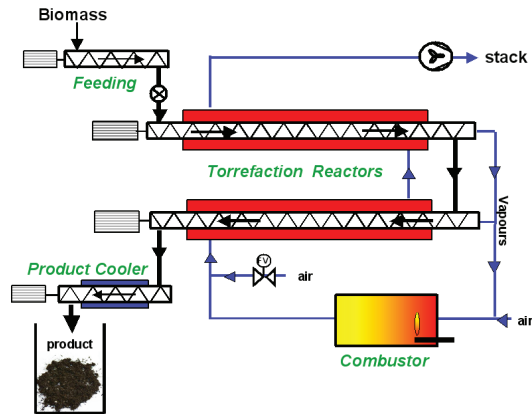 Biomass
stack
Feeding
Torrefaction Reactors
Vapours
Product Cooler
FV
air
air
product
Combustor